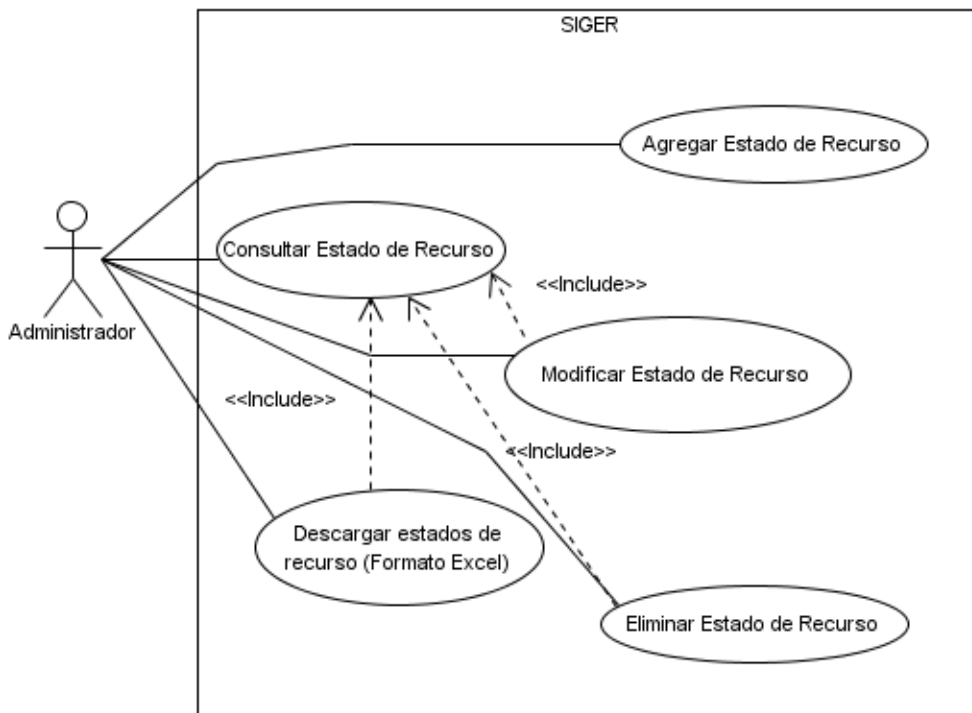 SIGER
Agregar Estado de Recurso
Consultar Estado de Recurso
<<Include>>
Administrador
Modificar Estado de Recurso
<<Include>>
<<Include>>
Descargar estados de
recurso (Formato Excel)
Eliminar Estado de Recurso